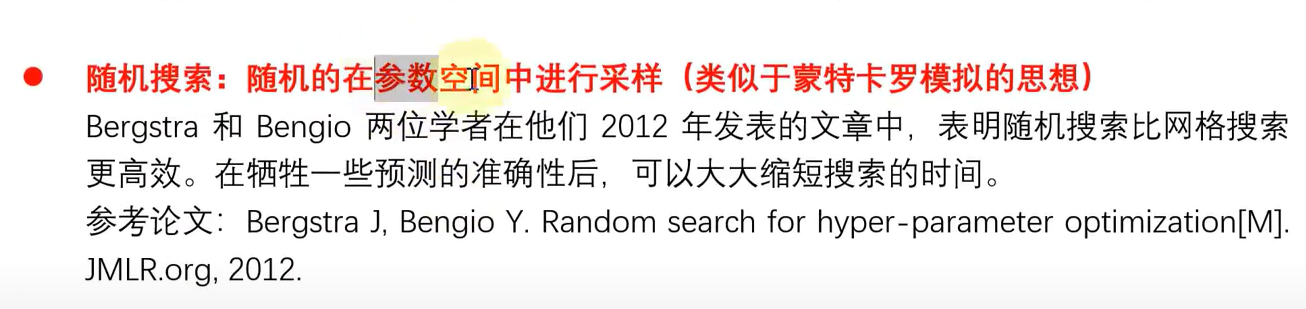 随机搜索：随机的在参数空间中进行采样（类似于蒙特卡罗模拟的思想）
Bergstra 和 Bengio 两位学者在他们 2012 年发表的文章中，表明随机搜索比网格搜索
更高效。在牺牲一些预测的准确性后，可以大大缩短搜索的时间。
参考论文：Bergstra J, Bengio Y. Random search for hyper-parameter optimization[M].
JMLR.org, 2012.